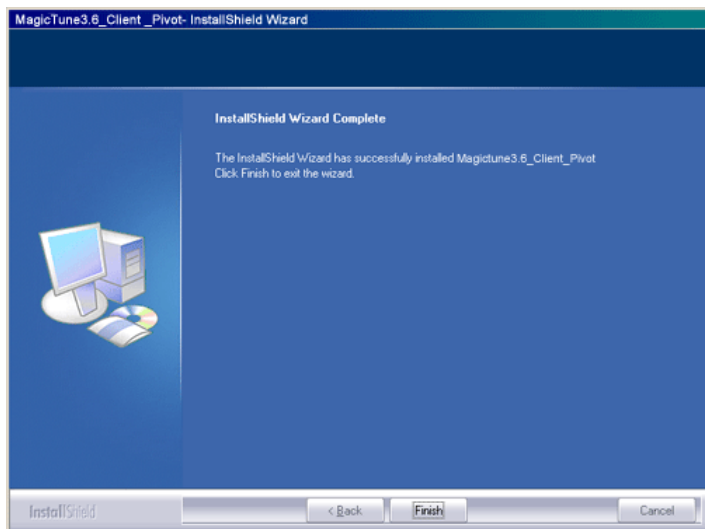 MagicTune3.6_Client _Pivot- InstallShield Wizard
InstallShield Wizard Complete
The InstallShield Wizard has successfully installed Magictune3.6_Client_Pivot
Click Finish to exit the wizard.
InstallShield
< Back
Finish
Cancel